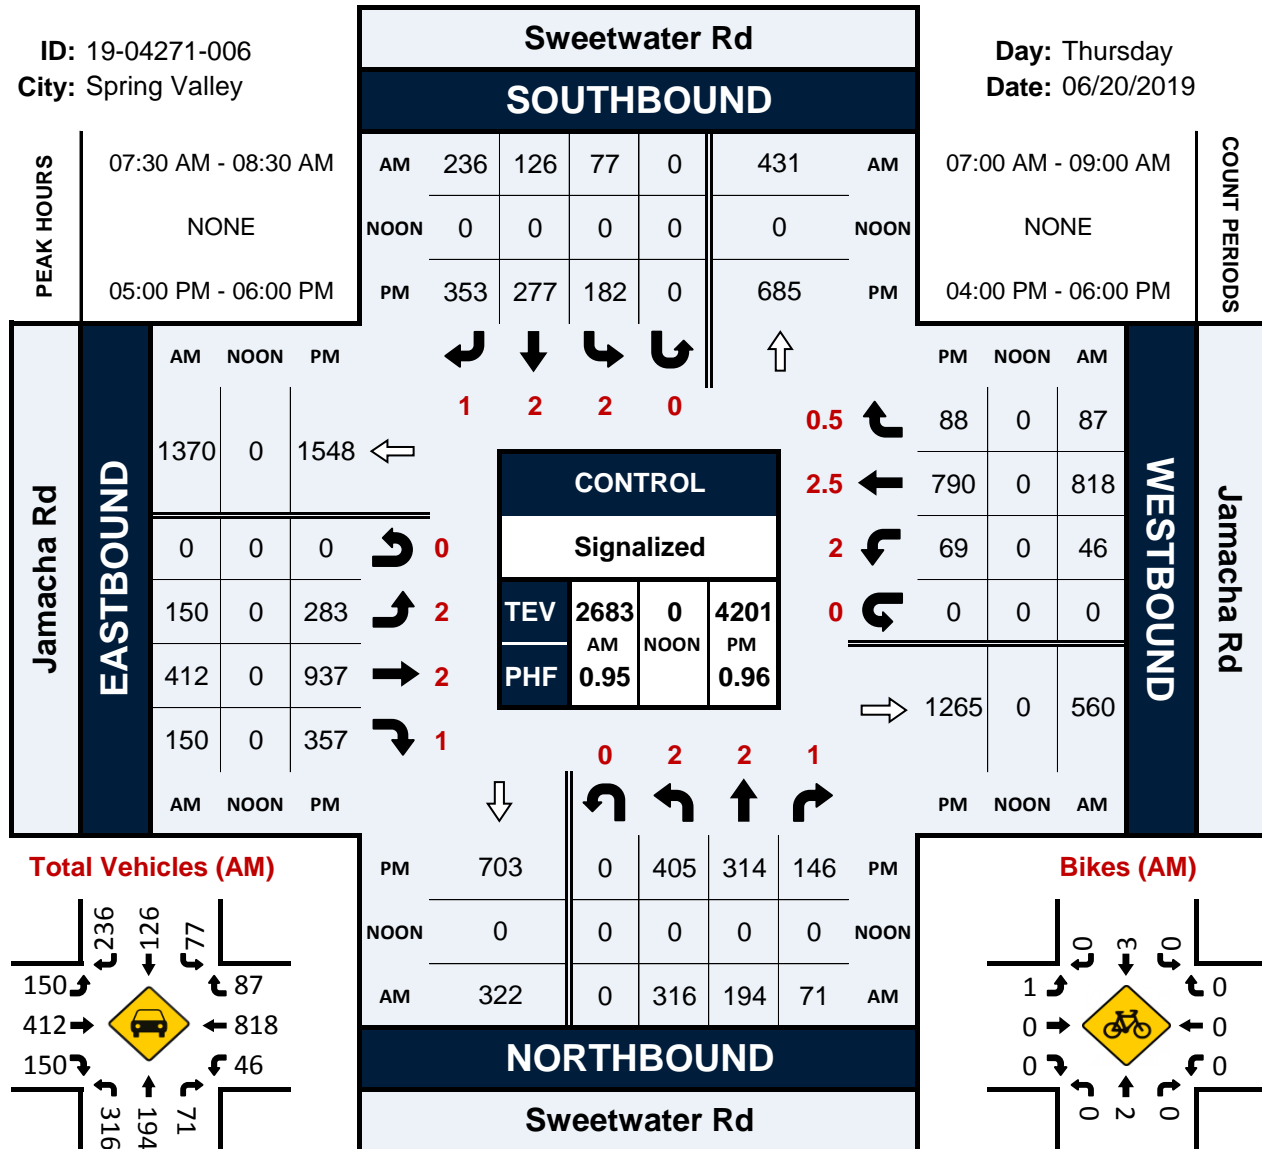 Sweetwater Rd
ID: 19-04271-006
City: Spring Valley
Day: Thursday
Date: 06/20/2019
SOUTHBOUND
PEAK HOURS
07:30 AM - 08:30 AM
NONE
05:00 PM - 06:00 PM
AM 236 126 77 0 431 AM
NOON 0 0 0 0 0 NOON
PM 353 277 182 0 685 PM
07:00 AM - 09:00 AM
NONE
04:00 PM - 06:00 PM
COUNT PERIODS
1 2 2 0
Jamacha Rd
EASTBOUND
AM NOON PM
1370 0 1548
0 0 0 0
150 0 283 2
412 0 937 2
150 0 357 1
AM NOON PM
CONTROL
Signalized
TEV 2683 0 4201
AM NOON PM
PHF 0.95 0.96
PM NOON AM
0.5 88 0 87
2.5 790 0 818
2 69 0 46
0 0 0 0
1265 0 560
PM NOON AM
WESTBOUND
Jamacha Rd
0 2 2 1
PM 703 0 405 314 146 PM
NOON 0 0 0 0 0 NOON
AM 322 0 316 194 71 AM
NORTHBOUND
Sweetwater Rd
Total Vehicles (AM)
236 126 77
150 87
412 818
150 46
316 194 71
Bikes (AM)
0 3 0
1 0
0 0
0 0
0 2 0